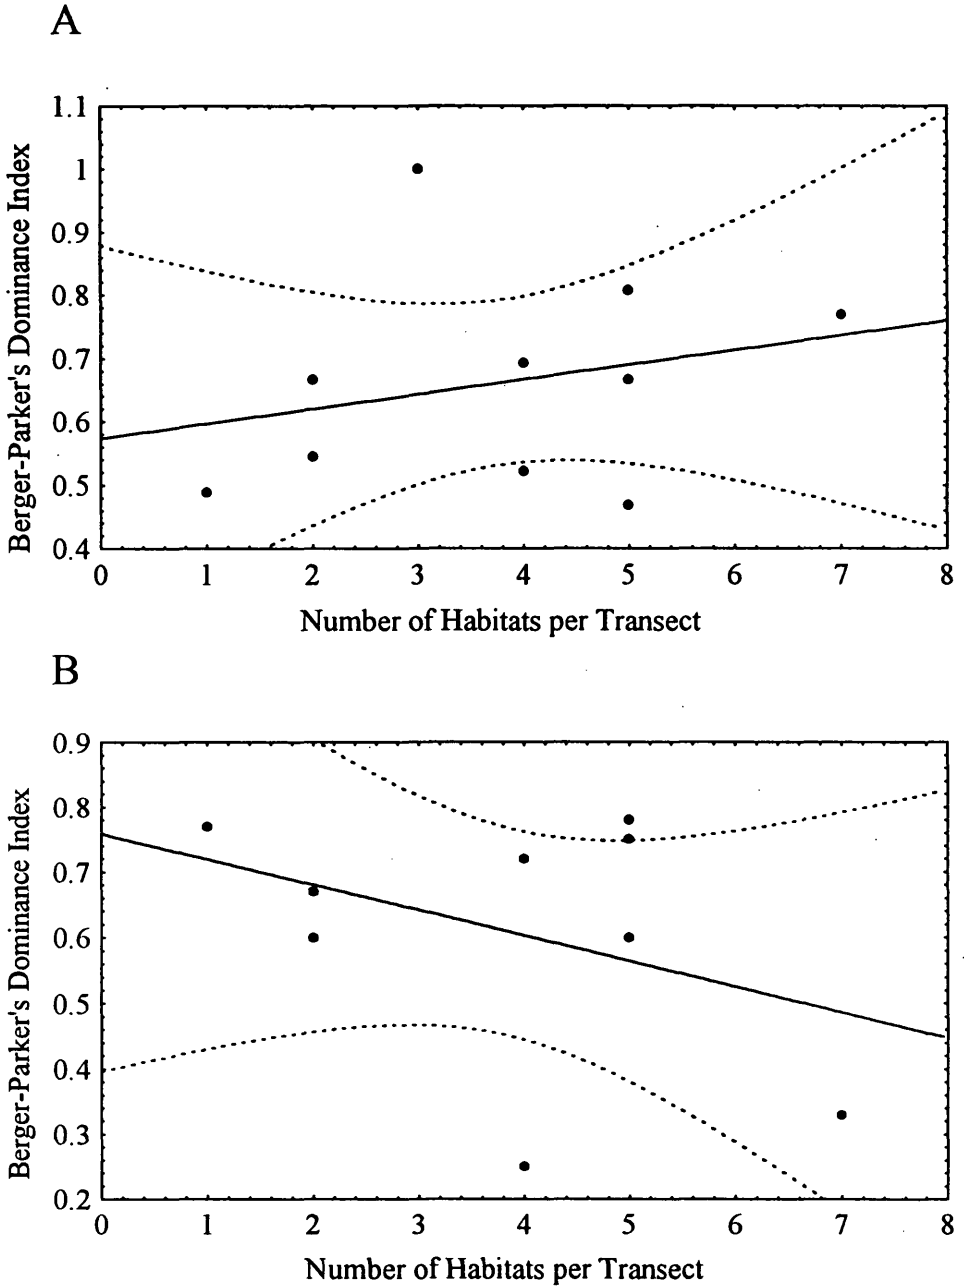 A
Berger-Parker's Dominance Index
1.1
1
0.9
0.8
0.7
0.6
0.5
0.4
0 1 2 3 4 5 6 7 8
Number of Habitats per Transect
B
Berger-Parker's Dominance Index
0.9
0.8
0.7
0.6
0.5
0.4
0.3
0.2
0 1 2 3 4 5 6 7 8
Number of Habitats per Transect